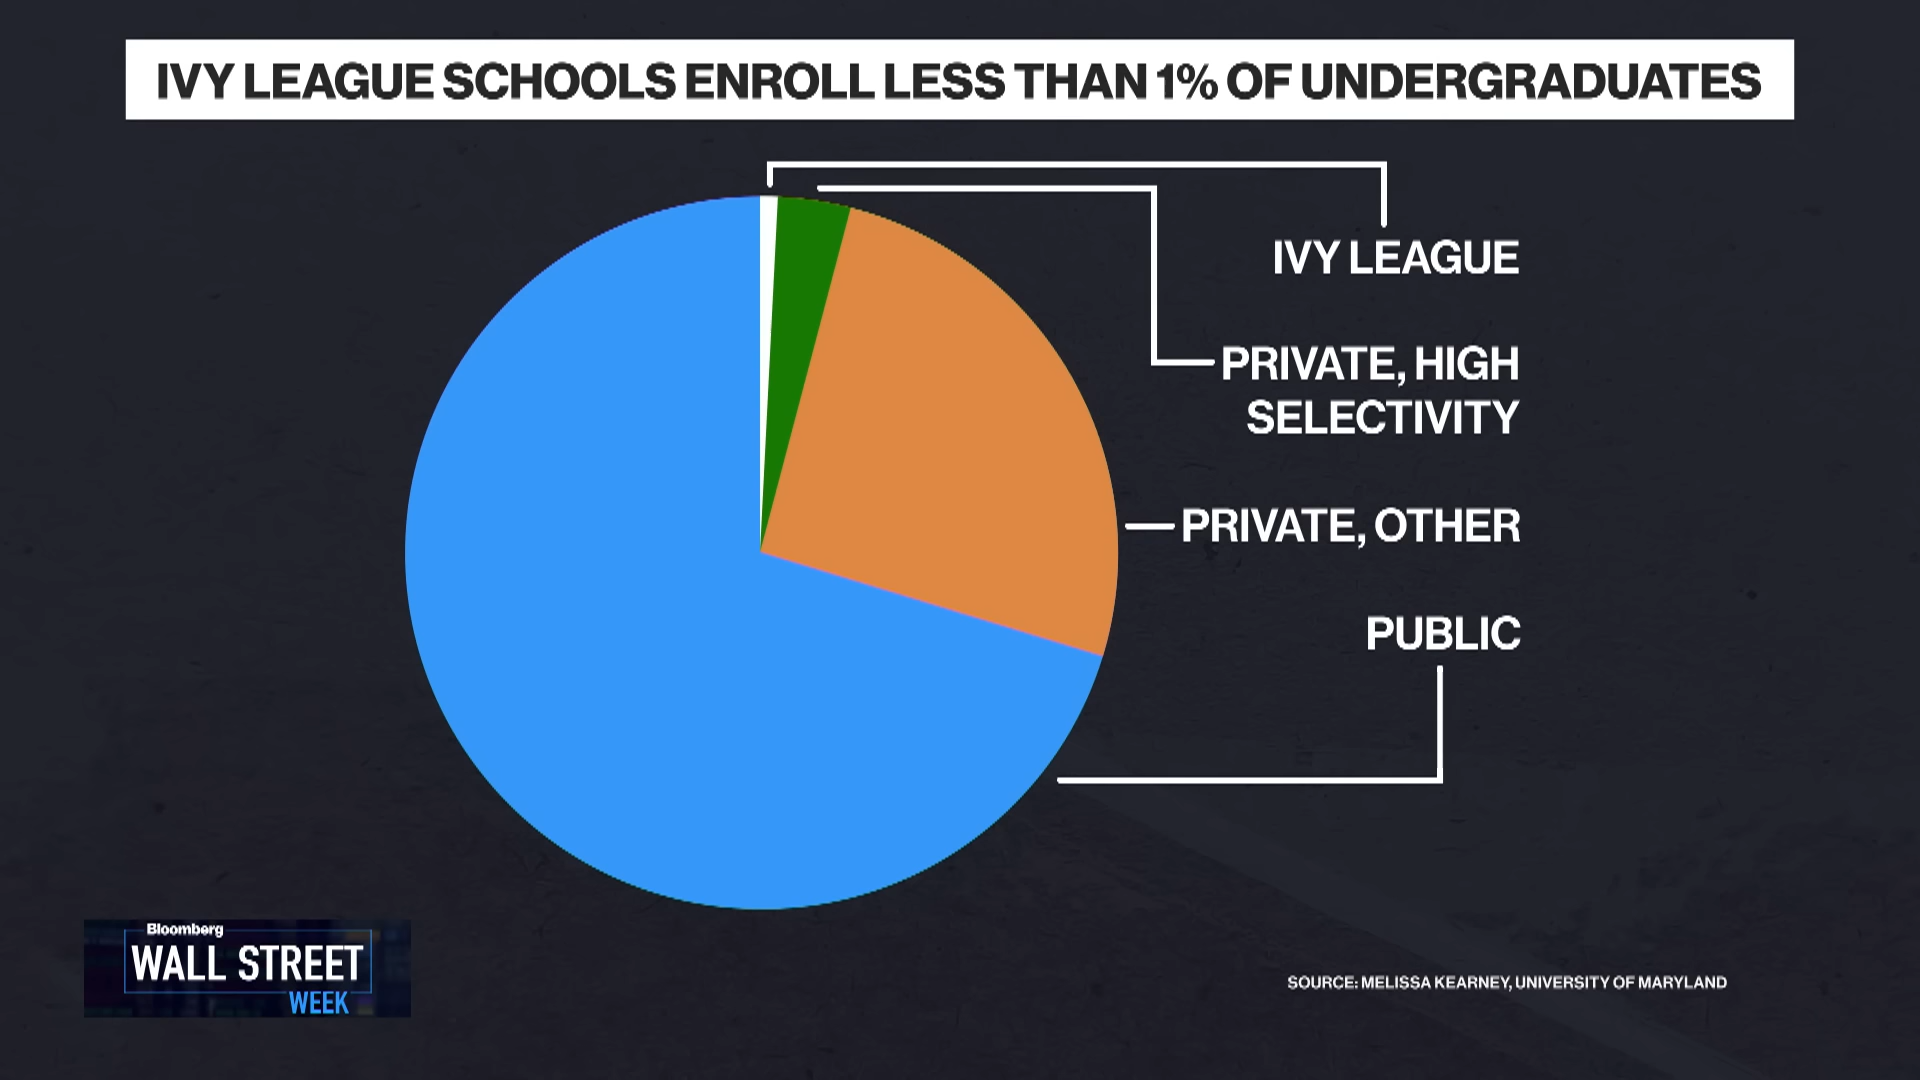 IVY LEAGUE SCHOOLS ENROLL LESS THAN 1% OF UNDERGRADUATES
IVY LEAGUE
PRIVATE, HIGH
SELECTIVITY
PRIVATE, OTHER
PUBLIC
Bloomberg
WALL STREET
WEEK
SOURCE: MELISSA KEARNEY, UNIVERSITY OF MARYLAND